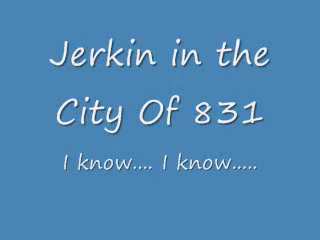 Jerkin in the
City Of 831
I know.... I know.....